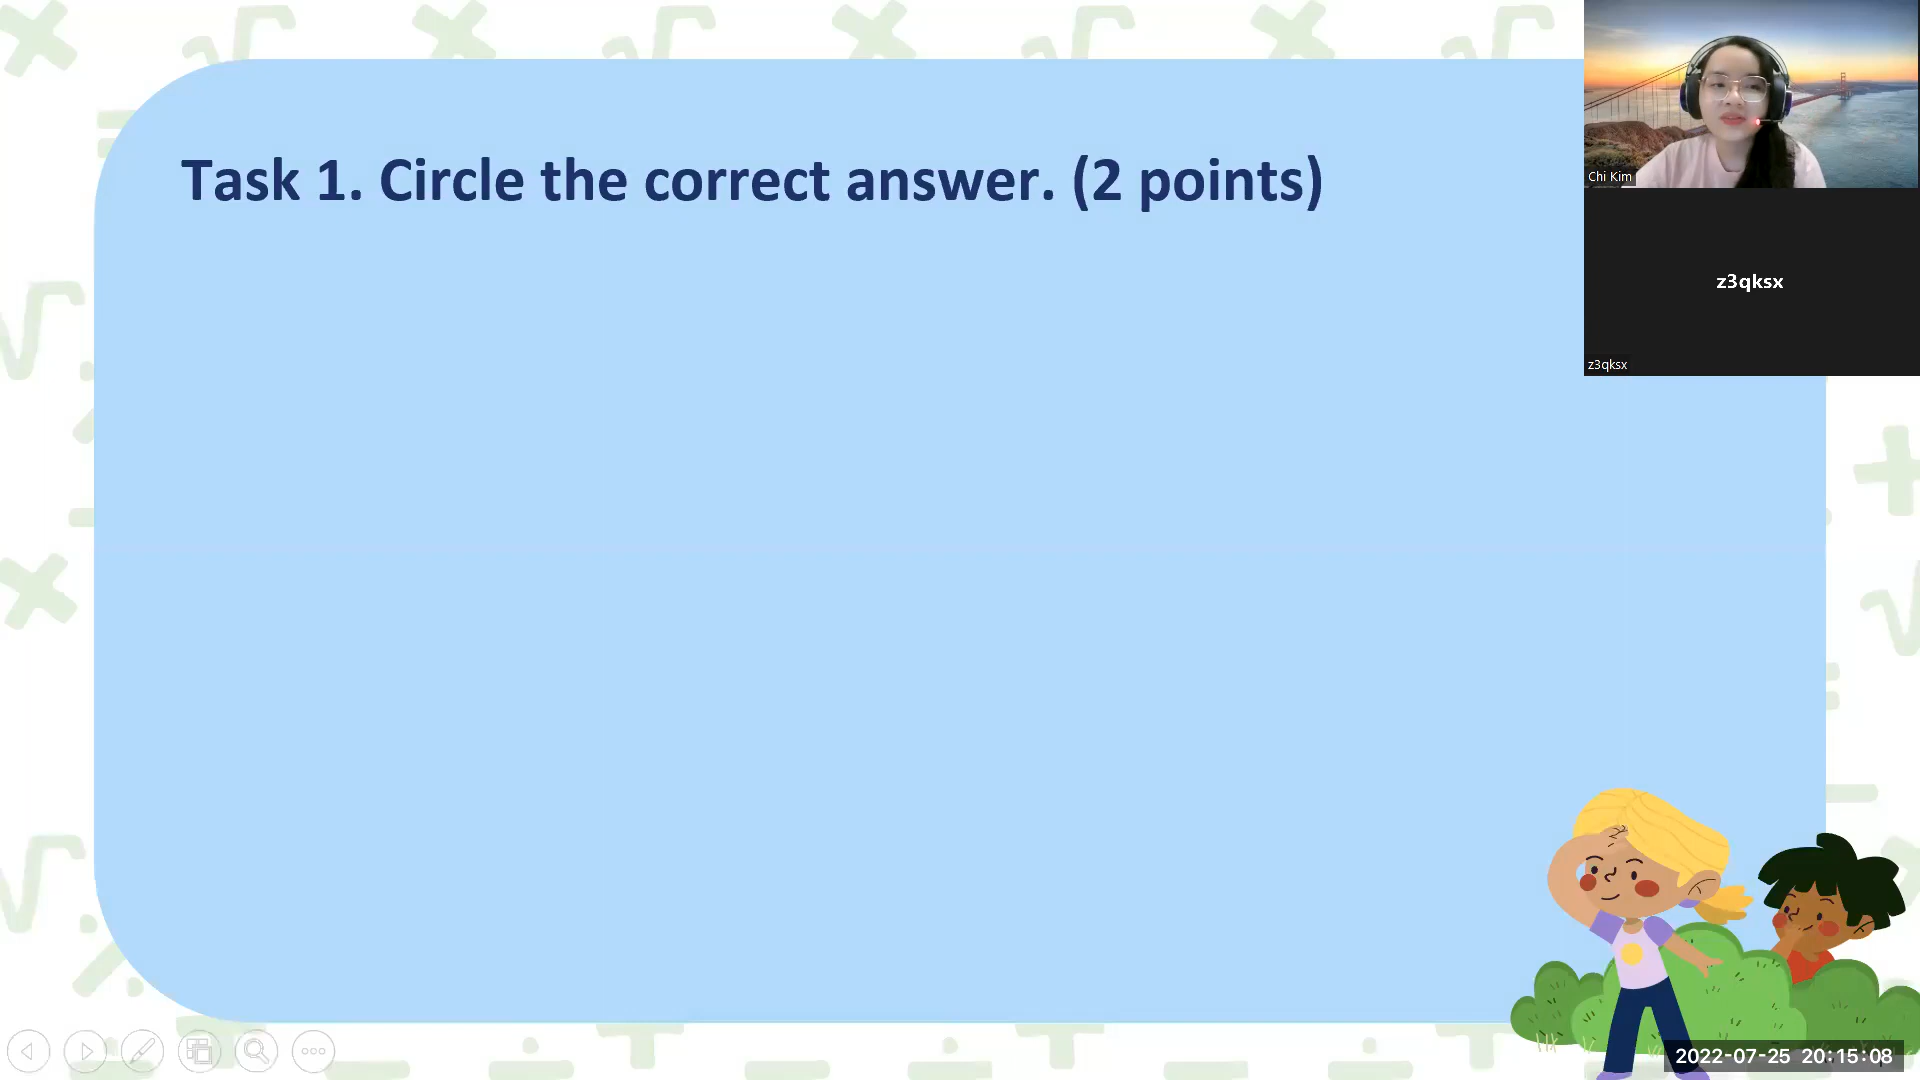 Task 1. Circle the correct answer. (2 points)
Chi Kim
z3qksx
z3qksx
2022-07-25 20:15:08